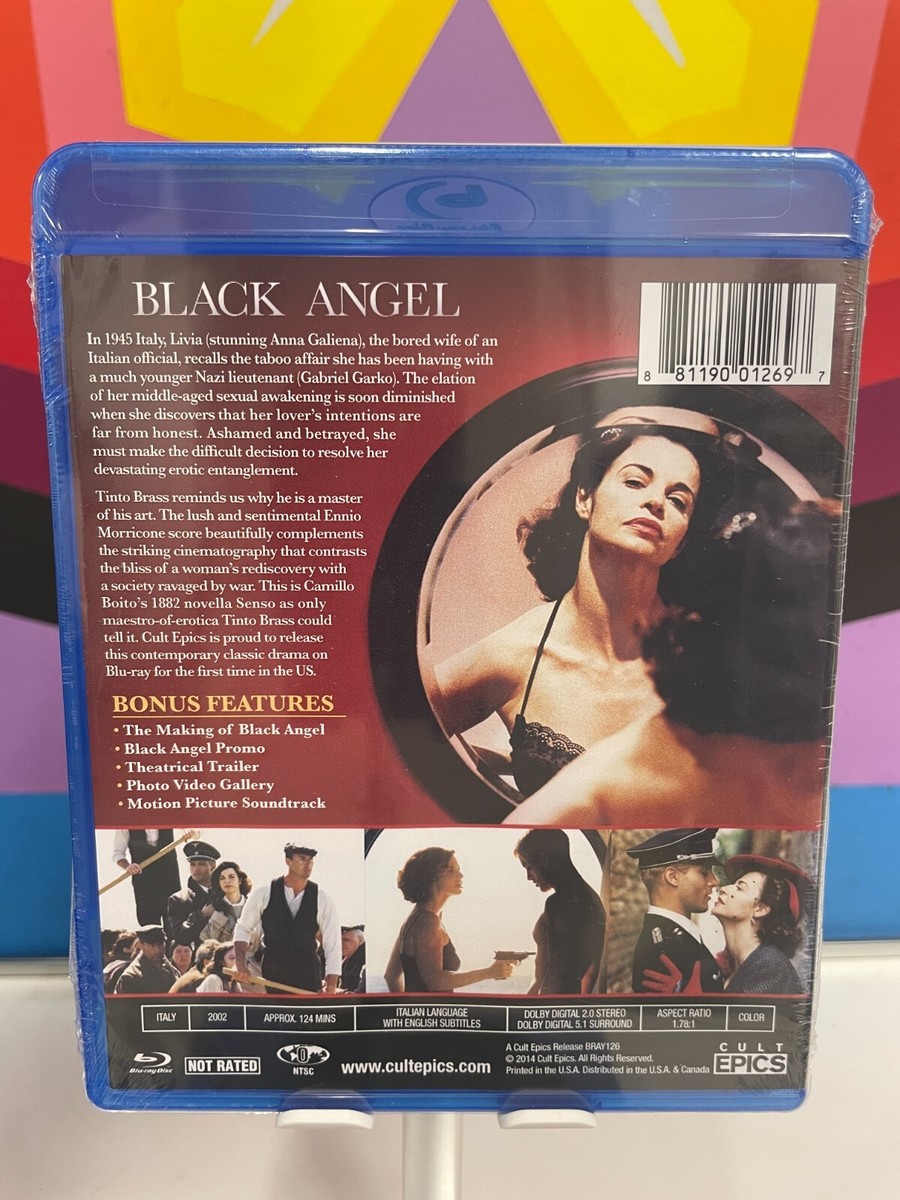 BLACK ANGEL
In 1945 Italy, Livia (stunning Anna Galiena), the bored wife of an
Italian official, recalls the taboo affair she has been having with
a much younger Nazi lieutenant (Gabriel Garko). The elation
of her middle-aged sexual awakening is soon diminished
when she discovers that her lover's intentions are
far from honest. Ashamed and betrayed, she
must make the difficult decision to resolve her
devastating erotic entanglement.
8 81190 01269 7
Tinto Brass reminds us why he is a master
of his art. The lush and sentimental Ennio
Morricone score beautifully complements
the striking cinematography that contrasts
the bliss of a woman's rediscovery with
a society ravaged by war. This is Camillo
Boito's 1882 novella Senso as only
maestro-of-erotica Tinto Brass could
tell it. Cult Epics is proud to release
this contemporary classic drama on
Blu-ray for the first time in the US.
BONUS FEATURES
• The Making of Black Angel
• Black Angel Promo
• Theatrical Trailer
• Photo Video Gallery
• Motion Picture Soundtrack
ITALY
2002
APPROX. 124 MINS
ITALIAN LANGUAGE
WITH ENGLISH SUBTITLES
DOLBY DIGITAL 2.0 STEREO
DOLBY DIGITAL 5.1 SURROUND
ASPECT RATIO
1.78:1
COLOR
Blu-ray Disc
NOT RATED
0
NTSC
www.cultepics.com
A Cult Epics Release BRAY126
© 2014 Cult Epics. All Rights Reserved.
Printed in the U.S.A. Distributed in the U.S.A. & Canada
CULT
EPICS